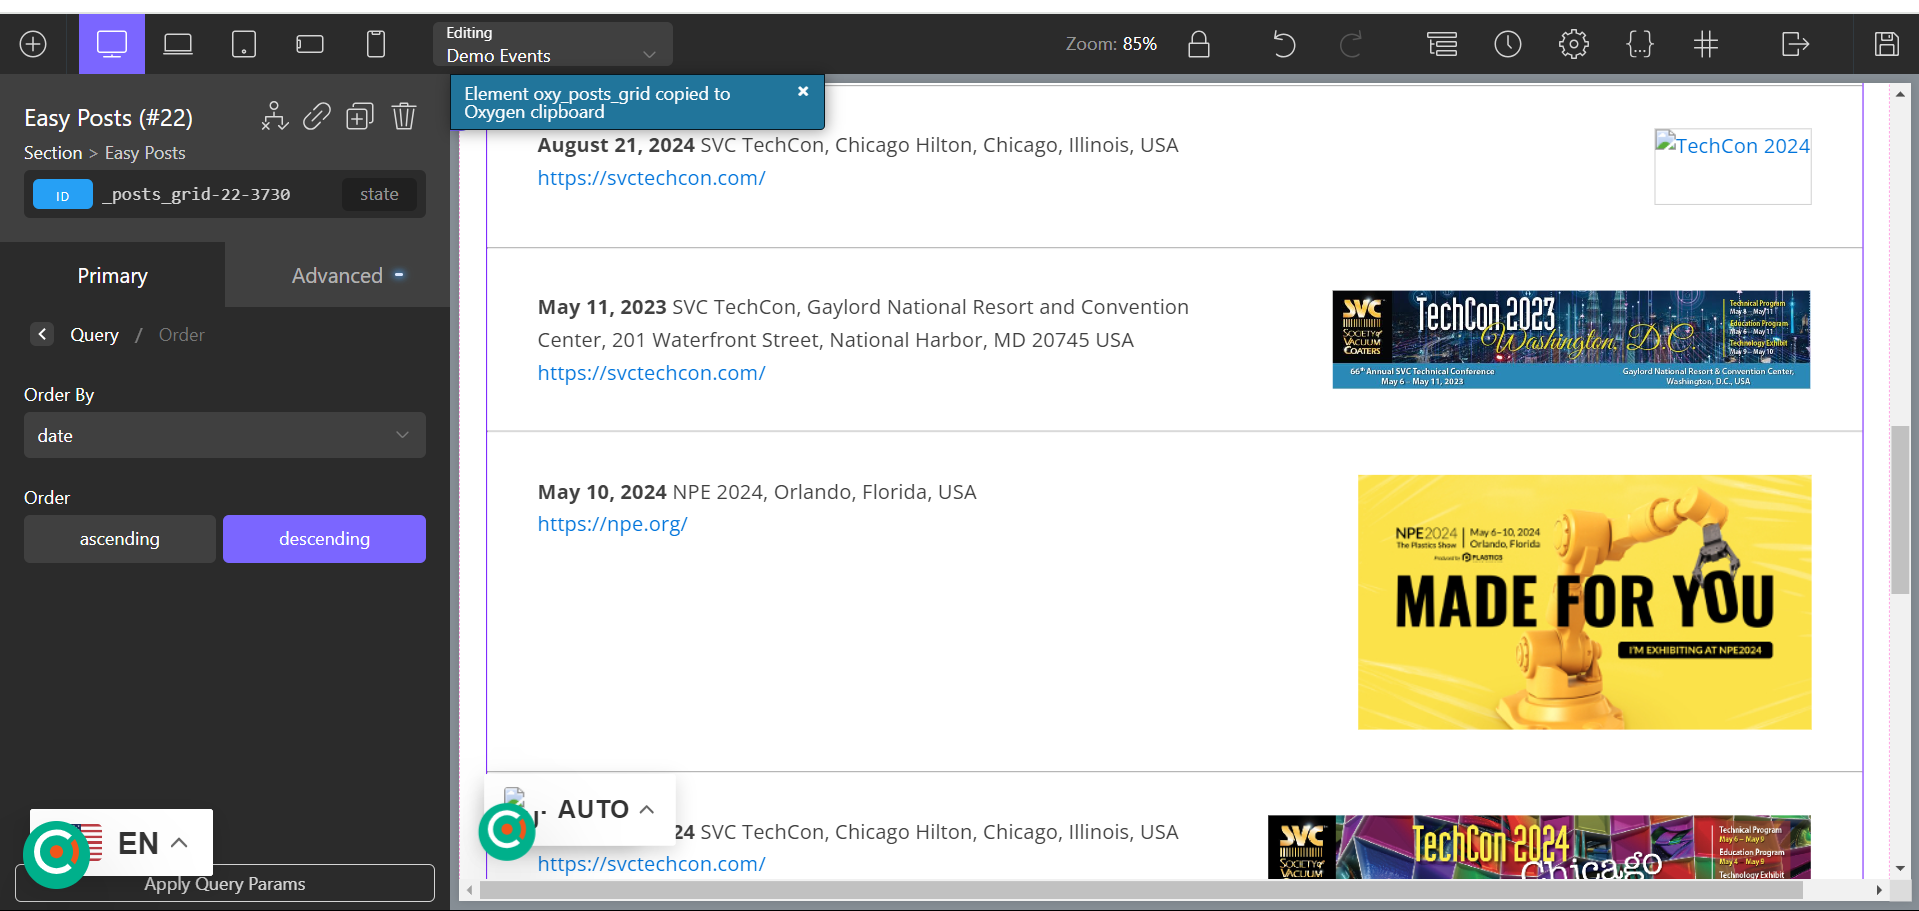 Editing
Demo Events
Zoom: 85%
Element oxy_posts_grid copied to
Oxygen clipboard
×
Easy Posts (#22)
Section > Easy Posts
ID _posts_grid-22-3730 state
Primary
Advanced
Query / Order
Order By
date
Order
ascending
descending
EN
Apply Query Params
August 21, 2024 SVC TechCon, Chicago Hilton, Chicago, Illinois, USA
https://svctechcon.com/
TechCon 2024
May 11, 2023 SVC TechCon, Gaylord National Resort and Convention
Center, 201 Waterfront Street, National Harbor, MD 20745 USA
https://svctechcon.com/
SVC
SOCIETY of
VACUUM
COATERS
TechCon 2023
Washington, D.C.
Technical Program
May 8 – May 11
Education Program
May 6 – May 11
Technology Exhibit
May 9 – May 10
66th Annual SVC Technical Conference
May 6 – May 11, 2023
Gaylord National Resort & Convention Center,
Washington, D.C., USA
May 10, 2024 NPE 2024, Orlando, Florida, USA
https://npe.org/
NPE2024
The Plastics Show
May 6–10, 2024
Orlando, Florida
Produced by PLASTICS
MADE FOR YOU
I'M EXHIBITING AT NPE2024
AUTO
24 SVC TechCon, Chicago Hilton, Chicago, Illinois, USA
https://svctechcon.com/
SVC
SOCIETY of
VACUUM
TechCon 2024
Chicago
Technical Program
May 6 – May 9
Education Program
May 4 – May 9
Technology Exhibit